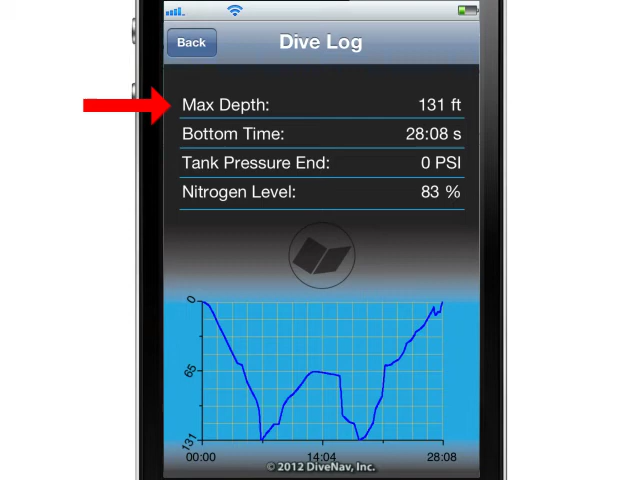 Back
Dive Log
Max Depth: 131 ft
Bottom Time: 28:08 s
Tank Pressure End: 0 PSI
Nitrogen Level: 83 %
0
65
131
00:00 14:04 28:08
© 2012 DiveNav, Inc.